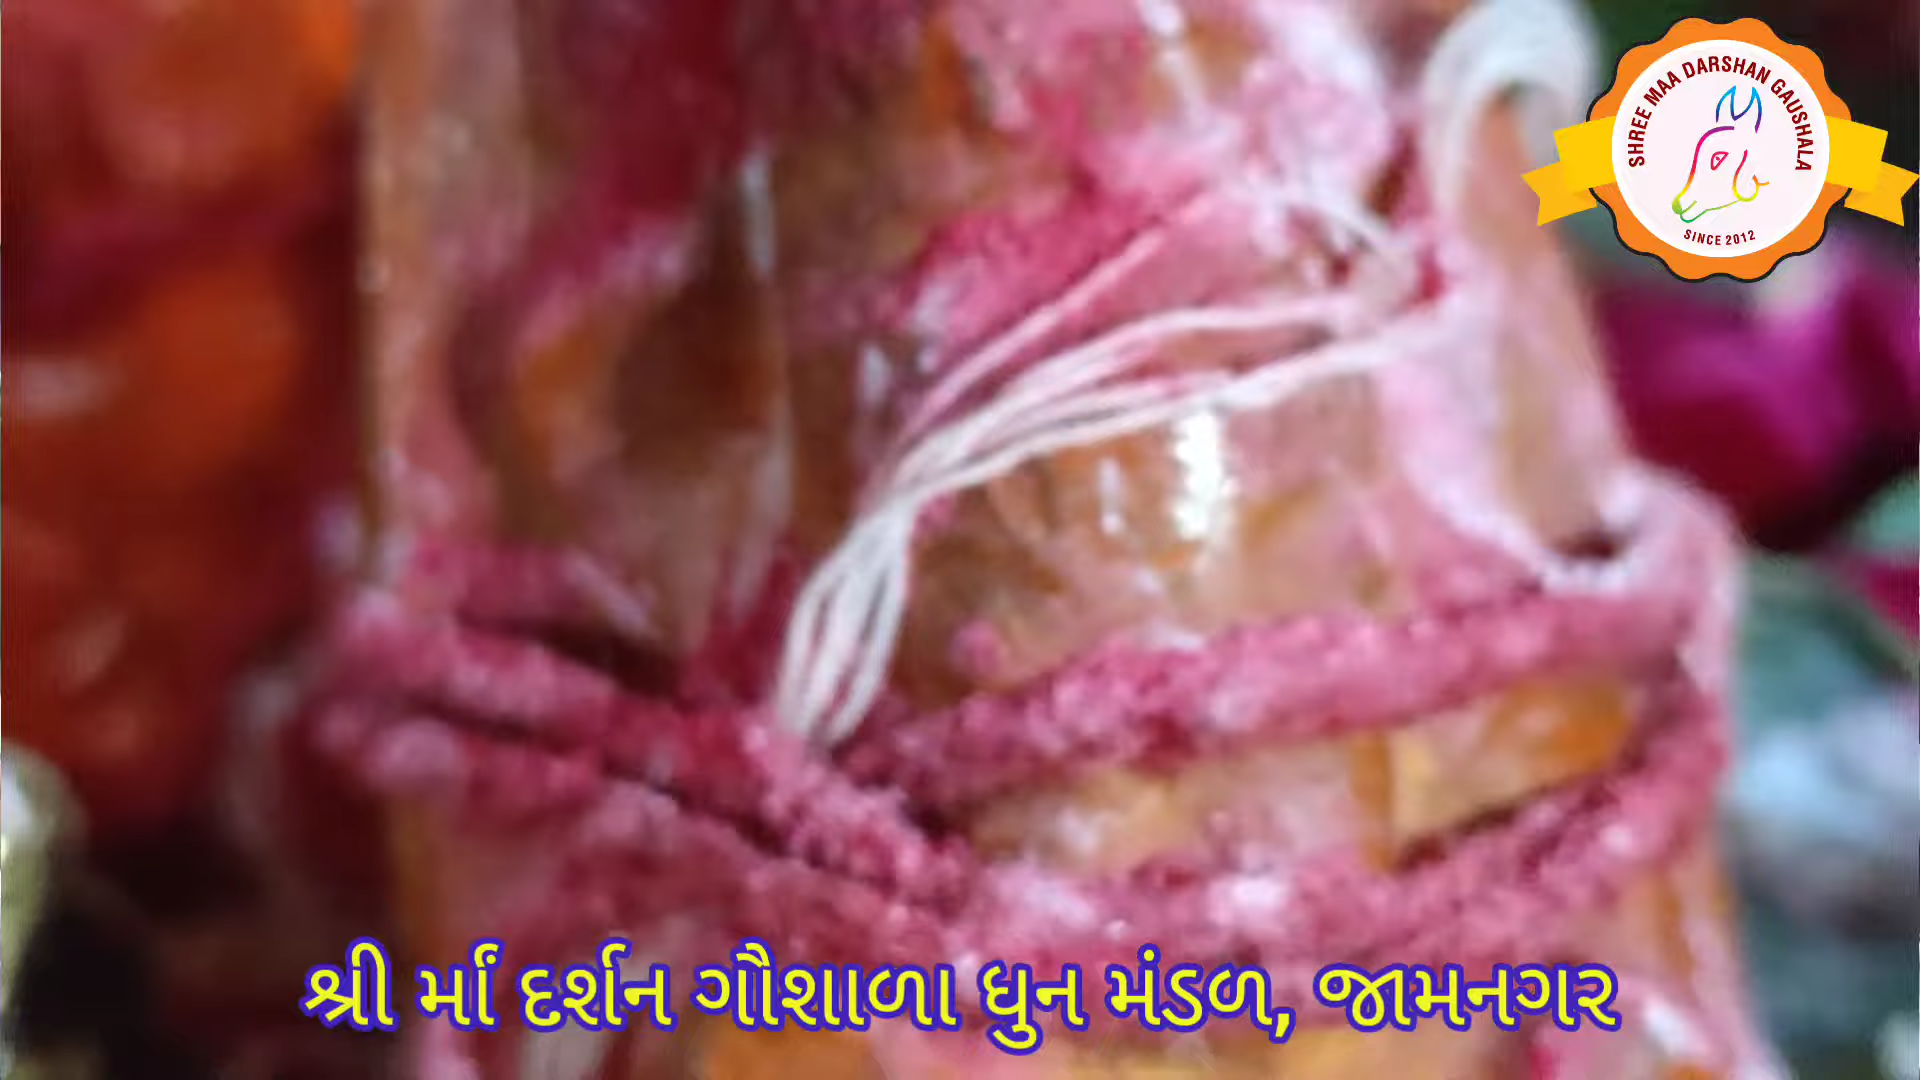 SHREE MAA DARSHAN GAUSHALA
SINCE 2012
શ્રી માઁ દર્શન ગૌશાળા ધુન મંડળ, જામનગર